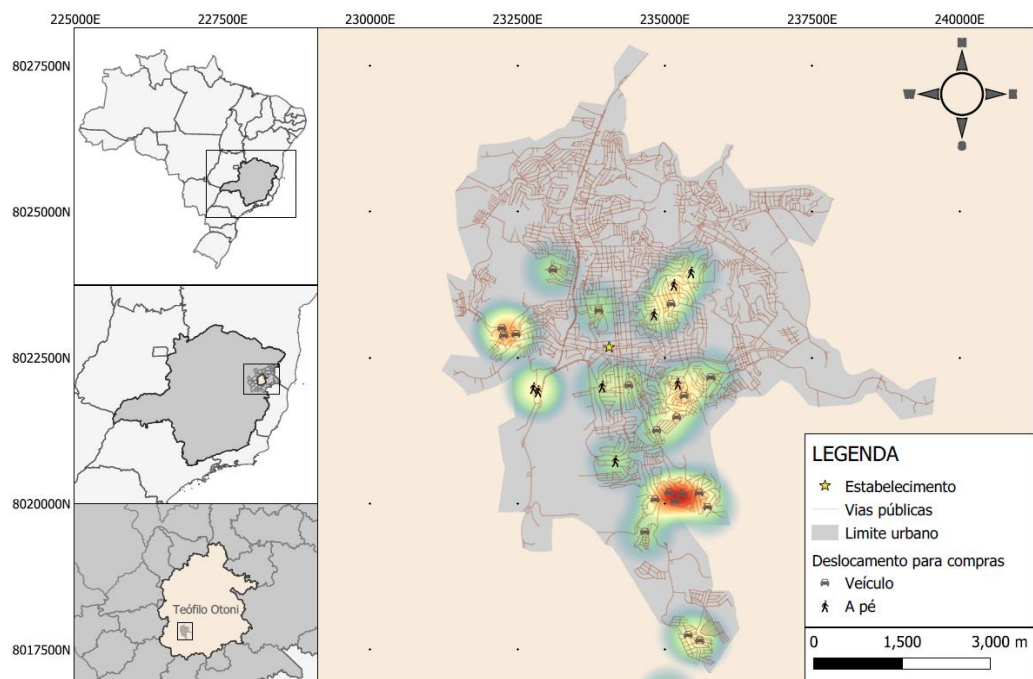 225000E 227500E 230000E 232500E 235000E 237500E 240000E
8027500N
8025000N
8022500N
8020000N
8017500N
Teófilo Otoni
N
W E
S
LEGENDA
Estabelecimento
Vias públicas
Limite urbano
Deslocamento para compras
Veículo
A pé
0 1,500 3,000 m